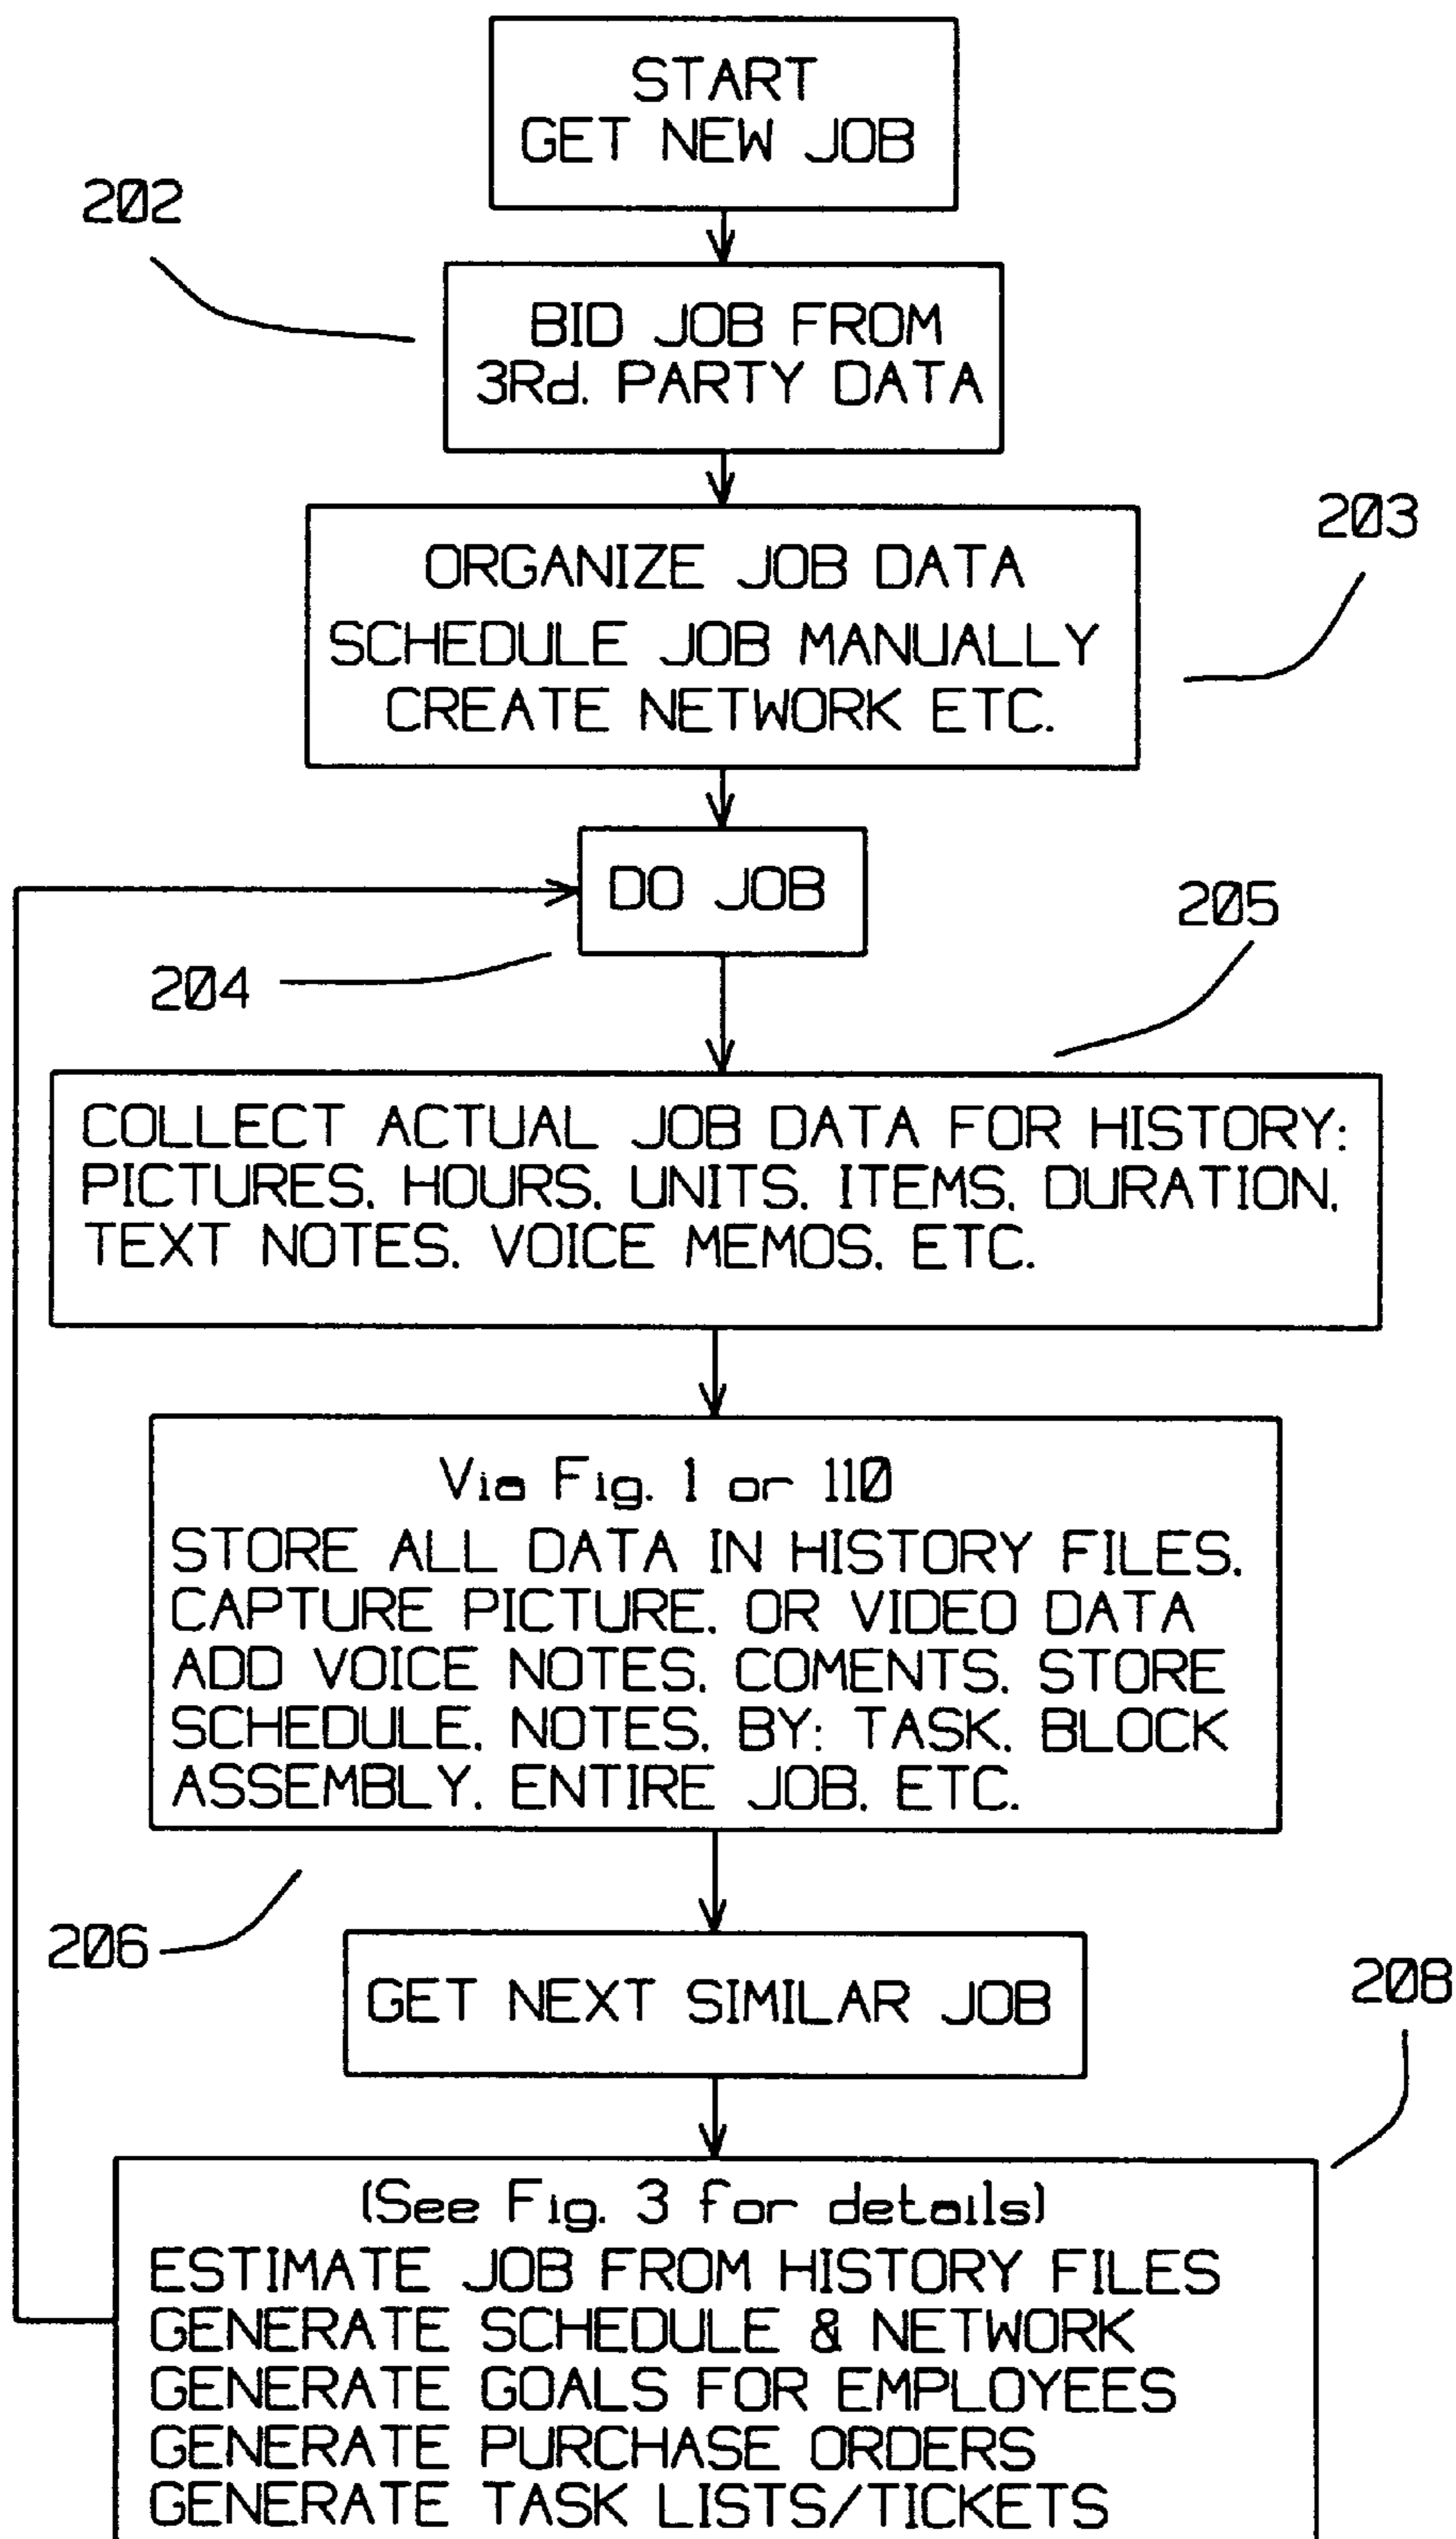 START
GET NEW JOB
202
BID JOB FROM
3Rd. PARTY DATA
203
ORGANIZE JOB DATA
SCHEDULE JOB MANUALLY
CREATE NETWORK ETC.
DO JOB
204
205
COLLECT ACTUAL JOB DATA FOR HISTORY:
PICTURES. HOURS. UNITS. ITEMS. DURATION.
TEXT NOTES. VOICE MEMOS. ETC.
Via Fig. 1 or 110
STORE ALL DATA IN HISTORY FILES.
CAPTURE PICTURE. OR VIDEO DATA
ADD VOICE NOTES. COMENTS. STORE
SCHEDULE. NOTES. BY: TASK. BLOCK
ASSEMBLY. ENTIRE JOB. ETC.
206
GET NEXT SIMILAR JOB
208
(See Fig. 3 for details)
ESTIMATE JOB FROM HISTORY FILES
GENERATE SCHEDULE & NETWORK
GENERATE GOALS FOR EMPLOYEES
GENERATE PURCHASE ORDERS
GENERATE TASK LISTS/TICKETS